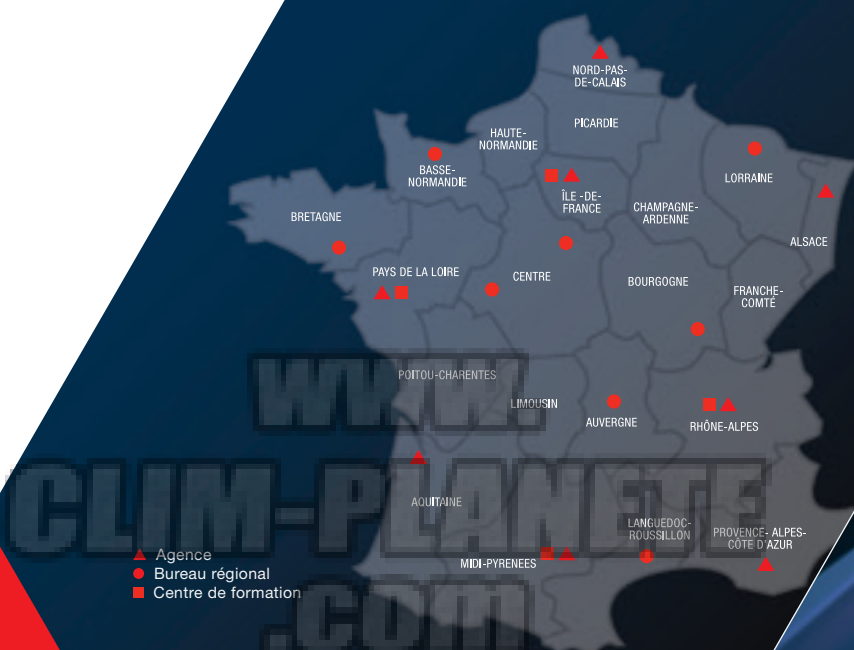 NORD-PAS-
DE-CALAIS
PICARDIE
HAUTE-
NORMANDIE
BASSE-
NORMANDIE
LORRAINE
ÎLE -DE-
FRANCE
CHAMPAGNE-
ARDENNE
BRETAGNE
ALSACE
PAYS DE LA LOIRE
CENTRE
BOURGOGNE
FRANCHE-
COMTÉ
POITOU-CHARENTES
LIMOUSIN
AUVERGNE
RHÔNE-ALPES
AQUITAINE
LANGUEDOC-
ROUSSILLON
PROVENCE- ALPES-
CÔTE D'AZUR
MIDI-PYRENEES
Agence
Bureau régional
Centre de formation
www.
CLIM-PLANETE
.com